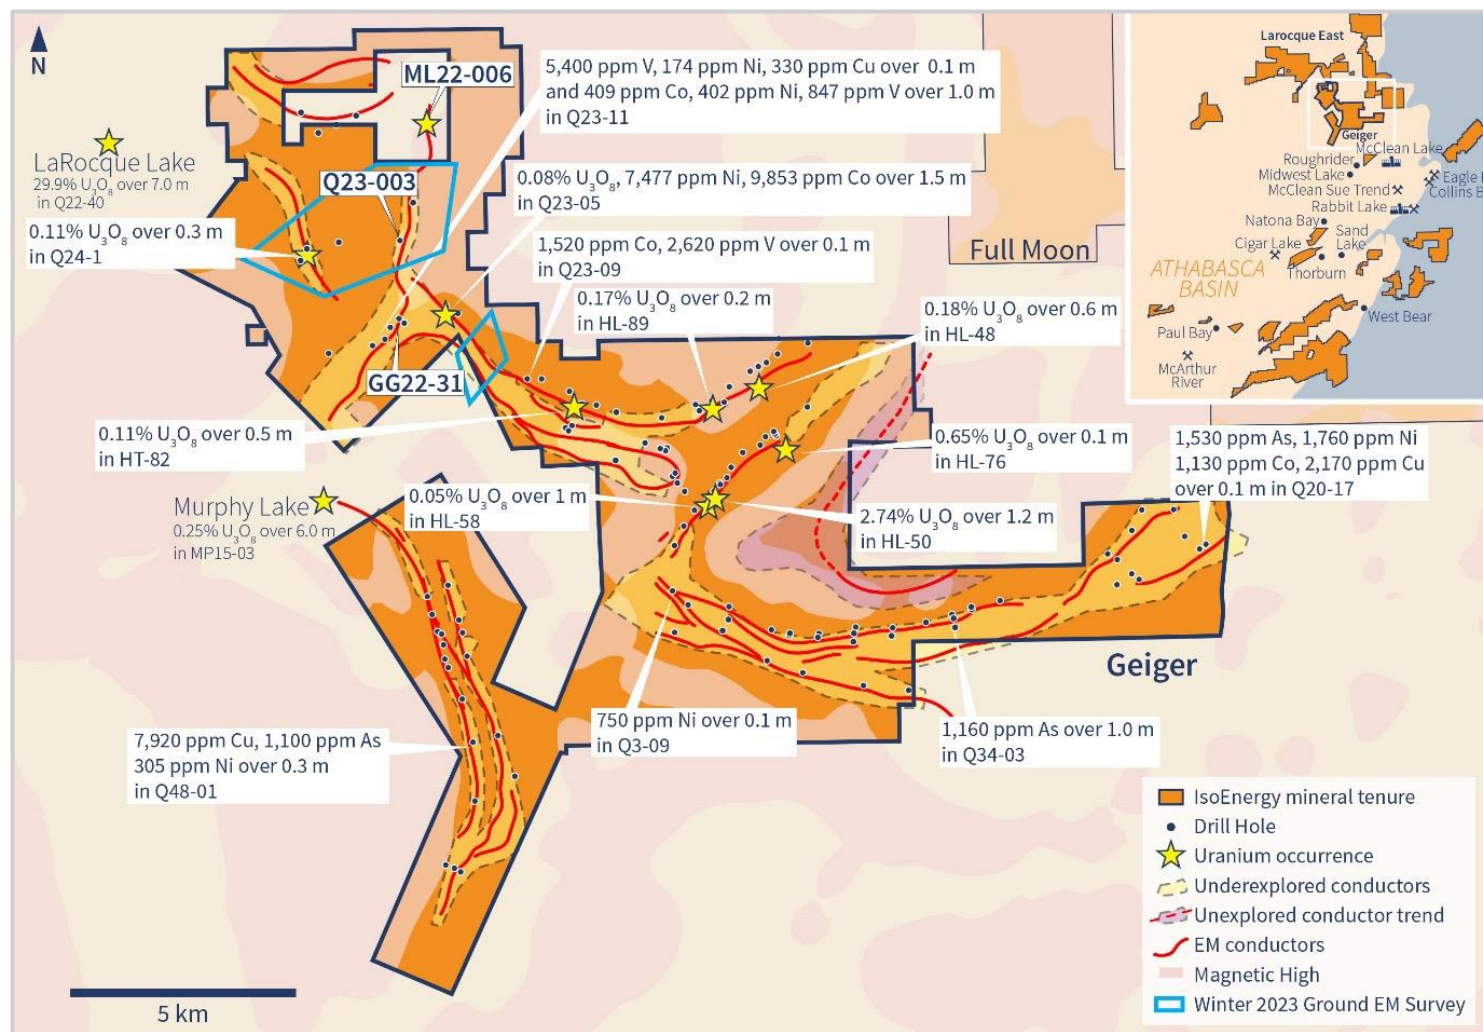 N
ML22-006
5,400 ppm V, 174 ppm Ni, 330 ppm Cu over 0.1 m
and 409 ppm Co, 402 ppm Ni, 847 ppm V over 1.0 m
in Q23-11
LaRocque Lake
29.9% U₃O₈ over 7.0 m
in Q22-40
Q23-003
0.08% U₃O₈, 7,477 ppm Ni, 9,853 ppm Co over 1.5 m
in Q23-05
0.11% U₃O₈ over 0.3 m
in Q24-1
1,520 ppm Co, 2,620 ppm V over 0.1 m
in Q23-09
Full Moon
0.17% U₃O₈ over 0.2 m
in HL-89
0.18% U₃O₈ over 0.6 m
in HL-48
GG22-31
0.11% U₃O₈ over 0.5 m
in HT-82
0.65% U₃O₈ over 0.1 m
in HL-76
1,530 ppm As, 1,760 ppm Ni
1,130 ppm Co, 2,170 ppm Cu
over 0.1 m in Q20-17
Murphy Lake
0.25% U₃O₈ over 6.0 m
in MP15-03
0.05% U₃O₈ over 1 m
in HL-58
2.74% U₃O₈ over 1.2 m
in HL-50
Geiger
750 ppm Ni over 0.1 m
in Q3-09
1,160 ppm As over 1.0 m
in Q34-03
7,920 ppm Cu, 1,100 ppm As
305 ppm Ni over 0.3 m
in Q48-01
5 km
Larocque East
Geiger
McClean Lake
Roughrider
Midwest Lake
McClean Sue Trend
Eagle
Collins B
Rabbit Lake
Natona Bay
Sand
Lake
Cigar Lake
Thorburn
ATHABASCA
BASIN
West Bear
Paul Bay
McArthur
River
IsoEnergy mineral tenure
Drill Hole
Uranium occurrence
Underexplored conductors
Unexplored conductor trend
EM conductors
Magnetic High
Winter 2023 Ground EM Survey